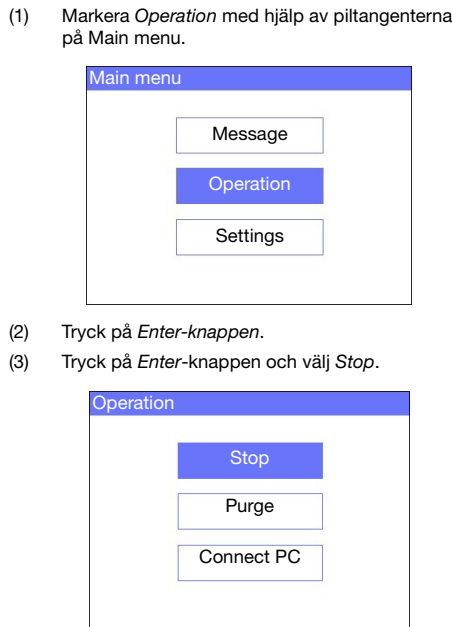 (1) Markera Operation med hjälp av piltangenterna
på Main menu.
Main menu
Message
Operation
Settings
(2) Tryck på Enter-knappen.
(3) Tryck på Enter-knappen och välj Stop.
Operation
Stop
Purge
Connect PC